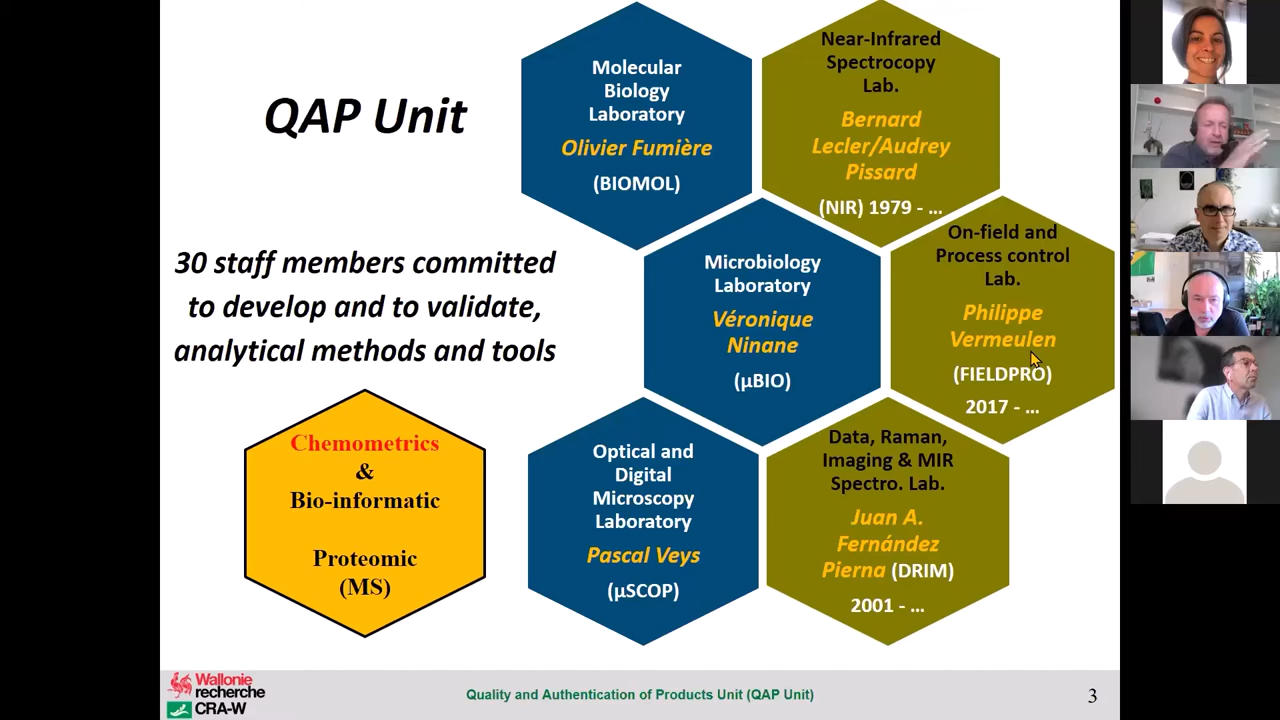 QAP Unit
30 staff members committed
to develop and to validate,
analytical methods and tools
Molecular
Biology
Laboratory
Olivier Fumière
(BIOMOL)
Near-Infrared
Spectrocopy
Lab.
Bernard
Lecler/Audrey
Pissard
(NIR) 1979 - ...
Microbiology
Laboratory
Véronique
Ninane
(µBIO)
On-field and
Process control
Lab.
Philippe
Vermeulen
(FIELDPRO)
2017 - ...
Chemometrics
&
Bio-informatic
Proteomic
(MS)
Optical and
Digital
Microscopy
Laboratory
Pascal Veys
(µSCOP)
Data, Raman,
Imaging & MIR
Spectro. Lab.
Juan A.
Fernández
Pierna (DRIM)
2001 - ...
Wallonie
recherche
CRA-W
Quality and Authentication of Products Unit (QAP Unit)
3